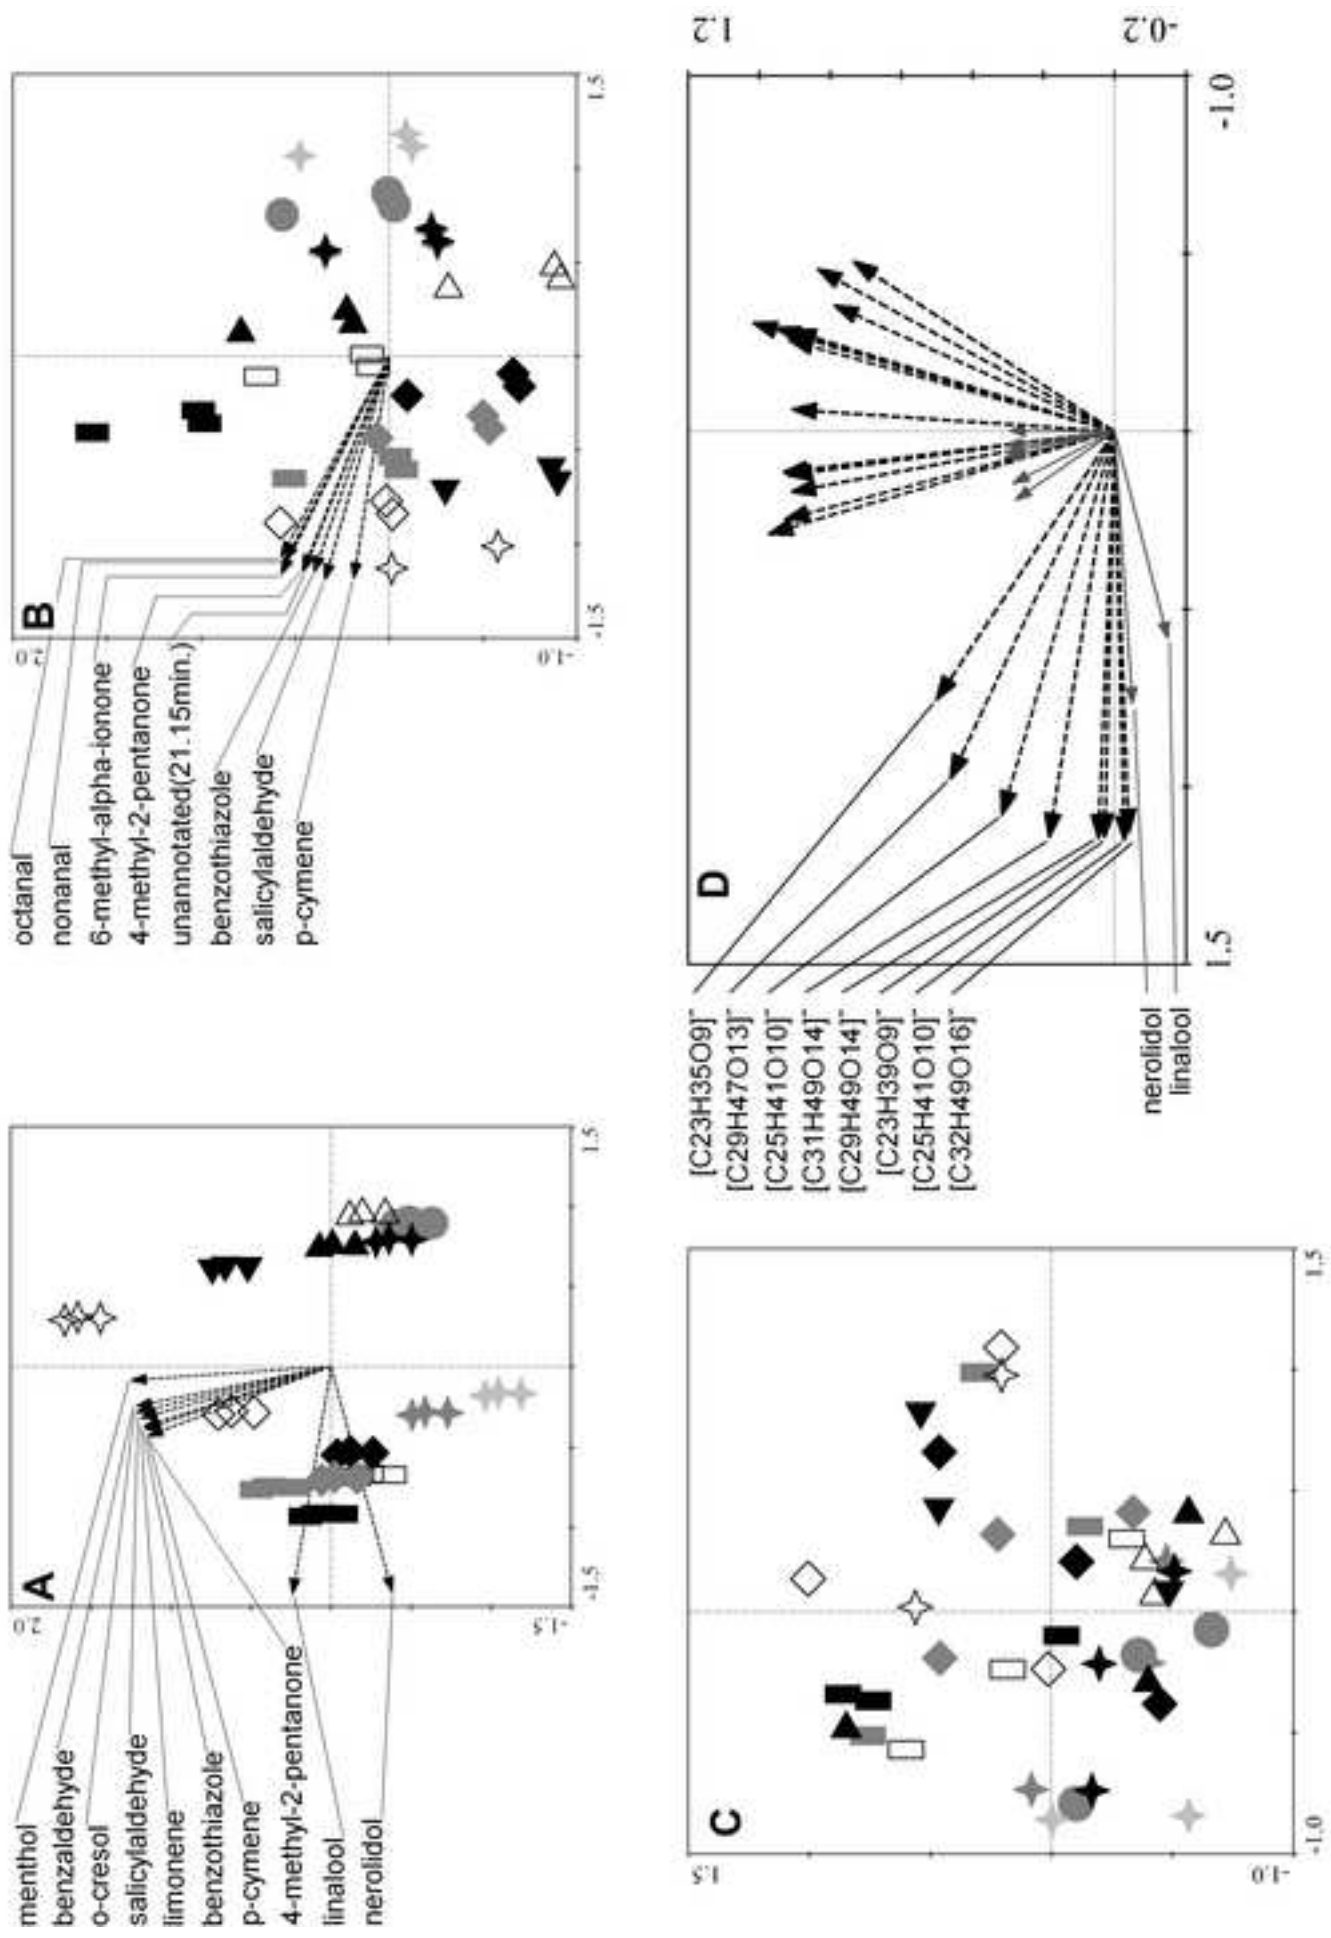 A
2.0
-1.5
-1.5
1.5
menthol
benzaldehyde
o-cresol
salicylaldehyde
limonene
benzothiazole
p-cymene
4-methyl-2-pentanone
linalool
nerolidol
B
-1.0
-1.5
1.5
octanal
nonanal
6-methyl-alpha-ionone
4-methyl-2-pentanone
unannotated(21.15min.)
benzothiazole
salicylaldehyde
p-cymene
C
1.5
-1.0
-1.0
1.5
D
1.2
-0.2
1.5
-1.0
[C23H35O9]⁻
[C29H47O13]⁻
[C25H41O10]⁻
[C31H49O14]⁻
[C29H49O14]⁻
[C23H39O9]⁻
[C25H41O10]⁻
[C32H49O16]⁻
nerolidol
linalool